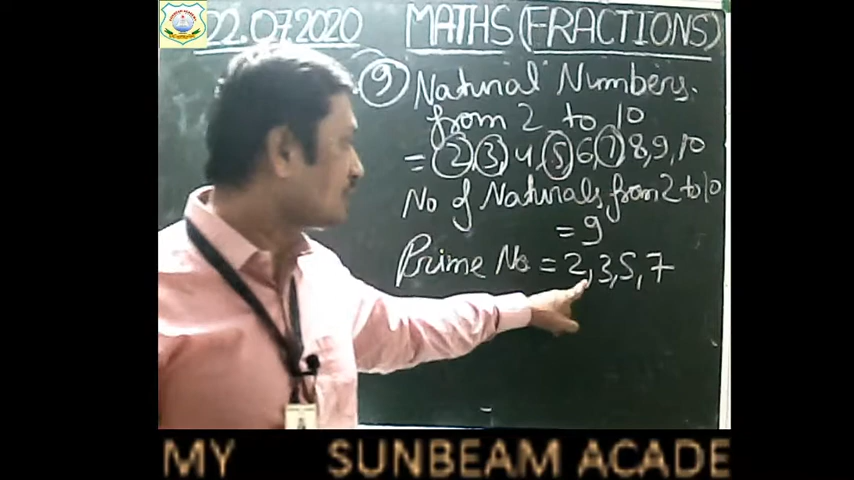 22.07.2020 MATHS(FRACTIONS)
9 Natural Numbers.
from 2 to 10
= 2, 3, 4, 5, 6, 7, 8, 9, 10
No of Naturals from 2 to 10
= 9
Prime No = 2, 3, 5, 7
MY SUNBEAM ACADE